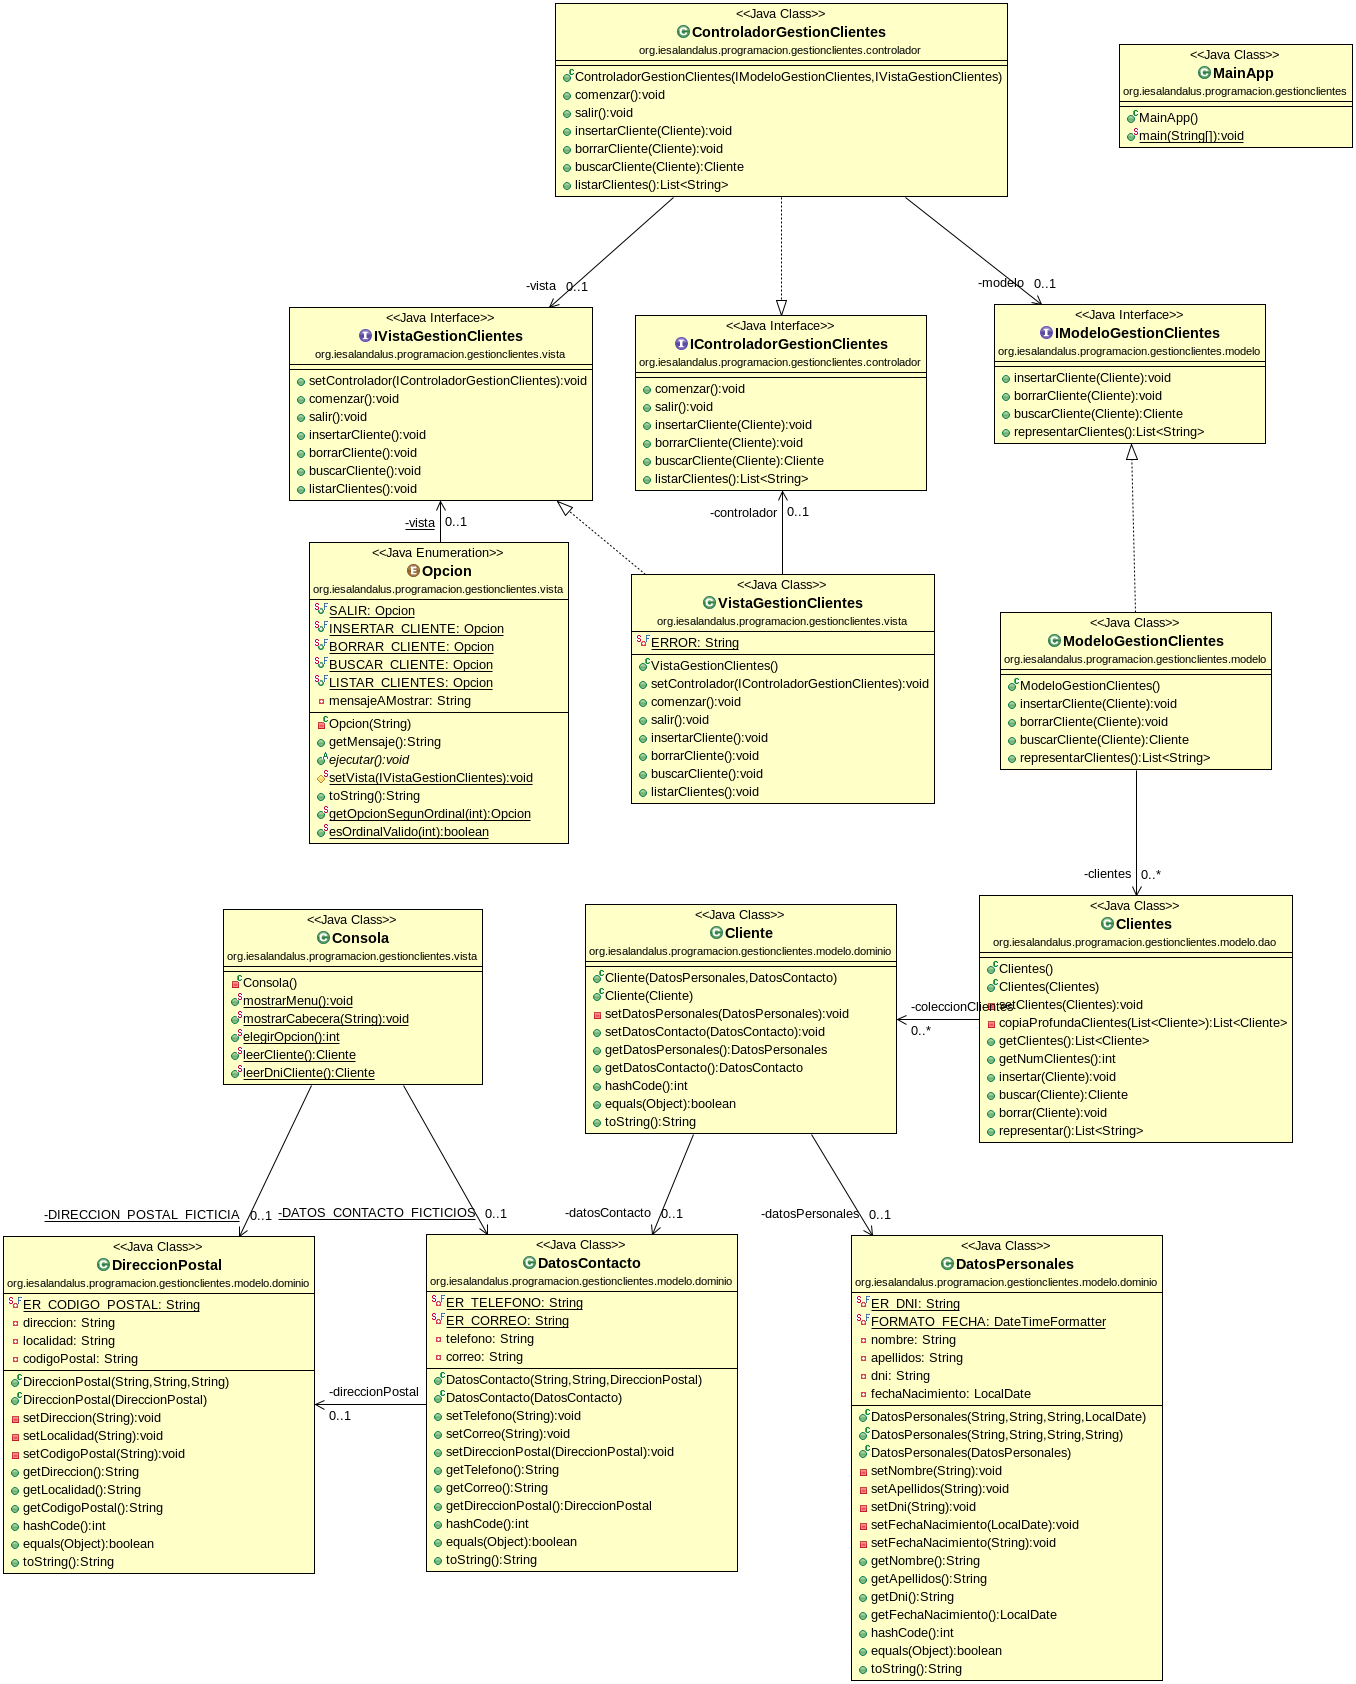 <<Java Class>>
ControladorGestionClientes
org.iesalandalus.programacion.gestionclientes.controlador
ControladorGestionClientes(IModeloGestionClientes,IVistaGestionClientes)
comenzar():void
salir():void
insertarCliente(Cliente):void
borrarCliente(Cliente):void
buscarCliente(Cliente):Cliente
listarClientes():List<String>
<<Java Class>>
MainApp
org.iesalandalus.programacion.gestionclientes
MainApp()
main(String[]):void
-vista 0..1
-modelo 0..1
<<Java Interface>>
IVistaGestionClientes
org.iesalandalus.programacion.gestionclientes.vista
setControlador(IControladorGestionClientes):void
comenzar():void
salir():void
insertarCliente():void
borrarCliente():void
buscarCliente():void
listarClientes():void
<<Java Interface>>
IControladorGestionClientes
org.iesalandalus.programacion.gestionclientes.controlador
comenzar():void
salir():void
insertarCliente(Cliente):void
borrarCliente(Cliente):void
buscarCliente(Cliente):Cliente
listarClientes():List<String>
<<Java Interface>>
IModeloGestionClientes
org.iesalandalus.programacion.gestionclientes.modelo
insertarCliente(Cliente):void
borrarCliente(Cliente):void
buscarCliente(Cliente):Cliente
representarClientes():List<String>
-vista 0..1
-controlador 0..1
<<Java Enumeration>>
Opcion
org.iesalandalus.programacion.gestionclientes.vista
SALIR: Opcion
INSERTAR_CLIENTE: Opcion
BORRAR_CLIENTE: Opcion
BUSCAR_CLIENTE: Opcion
LISTAR_CLIENTES: Opcion
mensajeAMostrar: String
Opcion(String)
getMensaje():String
ejecutar():void
setVista(IVistaGestionClientes):void
toString():String
getOpcionSegunOrdinal(int):Opcion
esOrdinalValido(int):boolean
<<Java Class>>
VistaGestionClientes
org.iesalandalus.programacion.gestionclientes.vista
ERROR: String
VistaGestionClientes()
setControlador(IControladorGestionClientes):void
comenzar():void
salir():void
insertarCliente():void
borrarCliente():void
buscarCliente():void
listarClientes():void
<<Java Class>>
ModeloGestionClientes
org.iesalandalus.programacion.gestionclientes.modelo
ModeloGestionClientes()
insertarCliente(Cliente):void
borrarCliente(Cliente):void
buscarCliente(Cliente):Cliente
representarClientes():List<String>
-clientes 0..*
<<Java Class>>
Consola
org.iesalandalus.programacion.gestionclientes.vista
Consola()
mostrarMenu():void
mostrarCabecera(String):void
elegirOpcion():int
leerCliente():Cliente
leerDniCliente():Cliente
<<Java Class>>
Cliente
org.iesalandalus.programacion.gestionclientes.modelo.dominio
Cliente(DatosPersonales,DatosContacto)
Cliente(Cliente)
setDatosPersonales(DatosPersonales):void
setDatosContacto(DatosContacto):void
getDatosPersonales():DatosPersonales
getDatosContacto():DatosContacto
hashCode():int
equals(Object):boolean
toString():String
-coleccionClientes
0..*
<<Java Class>>
Clientes
org.iesalandalus.programacion.gestionclientes.modelo.dao
Clientes()
Clientes(Clientes)
setClientes(Clientes):void
copiaProfundaClientes(List<Cliente>):List<Cliente>
getClientes():List<Cliente>
getNumClientes():int
insertar(Cliente):void
buscar(Cliente):Cliente
borrar(Cliente):void
representar():List<String>
-DIRECCION_POSTAL_FICTICIA 0..1
-DATOS_CONTACTO_FICTICIOS 0..1
-datosContacto 0..1
-datosPersonales 0..1
<<Java Class>>
DireccionPostal
org.iesalandalus.programacion.gestionclientes.modelo.dominio
ER_CODIGO_POSTAL: String
direccion: String
localidad: String
codigoPostal: String
DireccionPostal(String,String,String)
DireccionPostal(DireccionPostal)
setDireccion(String):void
setLocalidad(String):void
setCodigoPostal(String):void
getDireccion():String
getLocalidad():String
getCodigoPostal():String
hashCode():int
equals(Object):boolean
toString():String
-direccionPostal
0..1
<<Java Class>>
DatosContacto
org.iesalandalus.programacion.gestionclientes.modelo.dominio
ER_TELEFONO: String
ER_CORREO: String
telefono: String
correo: String
DatosContacto(String,String,DireccionPostal)
DatosContacto(DatosContacto)
setTelefono(String):void
setCorreo(String):void
setDireccionPostal(DireccionPostal):void
getTelefono():String
getCorreo():String
getDireccionPostal():DireccionPostal
hashCode():int
equals(Object):boolean
toString():String
<<Java Class>>
DatosPersonales
org.iesalandalus.programacion.gestionclientes.modelo.dominio
ER_DNI: String
FORMATO_FECHA: DateTimeFormatter
nombre: String
apellidos: String
dni: String
fechaNacimiento: LocalDate
DatosPersonales(String,String,String,LocalDate)
DatosPersonales(String,String,String,String)
DatosPersonales(DatosPersonales)
setNombre(String):void
setApellidos(String):void
setDni(String):void
setFechaNacimiento(LocalDate):void
setFechaNacimiento(String):void
getNombre():String
getApellidos():String
getDni():String
getFechaNacimiento():LocalDate
hashCode():int
equals(Object):boolean
toString():String